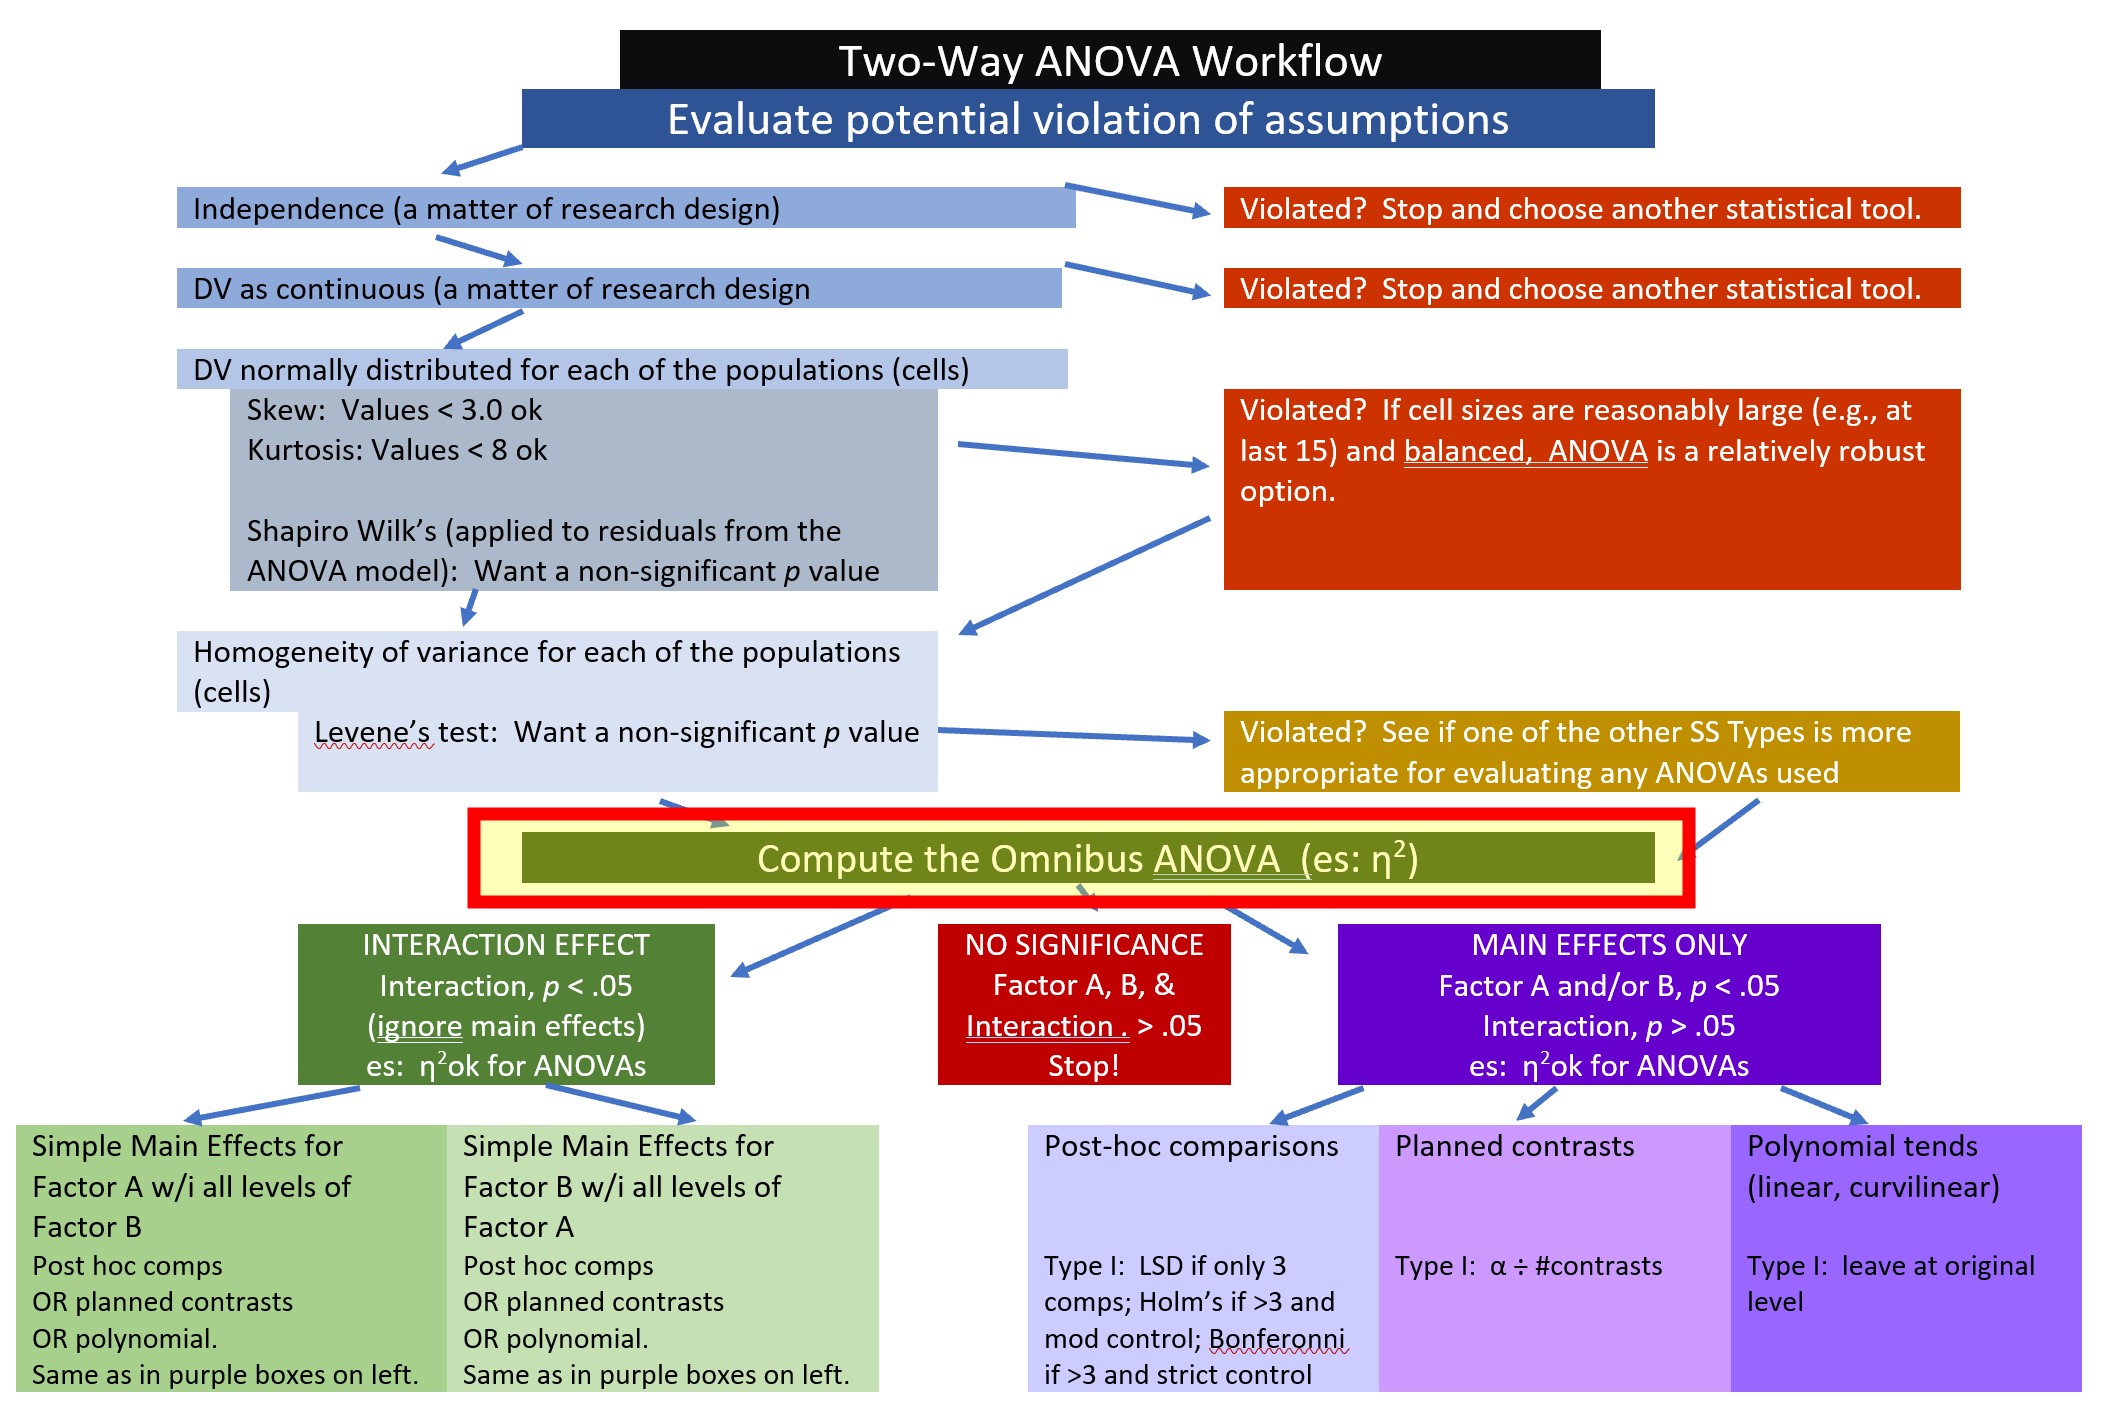 Two-Way ANOVA Workflow
Evaluate potential violation of assumptions
Independence (a matter of research design)
Violated?  Stop and choose another statistical tool.
DV as continuous (a matter of research design
Violated?  Stop and choose another statistical tool.
DV normally distributed for each of the populations (cells)
Skew:  Values < 3.0 ok
Kurtosis: Values < 8 ok
Shapiro Wilk’s (applied to residuals from the
ANOVA model):  Want a non-significant p value
Violated?  If cell sizes are reasonably large (e.g., at
last 15) and balanced,  ANOVA is a relatively robust
option.
Homogeneity of variance for each of the populations
(cells)
Levene’s test:  Want a non-significant p value
Violated?  See if one of the other SS Types is more
appropriate for evaluating any ANOVAs used
Compute the Omnibus ANOVA  (es: η²)
INTERACTION EFFECT
Interaction, p < .05
(ignore main effects)
es:  η²ok for ANOVAs
NO SIGNIFICANCE
Factor A, B, &
Interaction . > .05
Stop!
MAIN EFFECTS ONLY
Factor A and/or B, p < .05
Interaction, p > .05
es:  η²ok for ANOVAs
Simple Main Effects for
Factor A w/i all levels of
Factor B
Post hoc comps
OR planned contrasts
OR polynomial.
Same as in purple boxes on left.
Simple Main Effects for
Factor B w/i all levels of
Factor A
Post hoc comps
OR planned contrasts
OR polynomial.
Same as in purple boxes on left.
Post-hoc comparisons
Type I:  LSD if only 3
comps; Holm’s if >3 and
mod control; Bonferonni
if >3 and strict control
Planned contrasts
Type I:  α ÷ #contrasts
Polynomial tends
(linear, curvilinear)
Type I:  leave at original
level